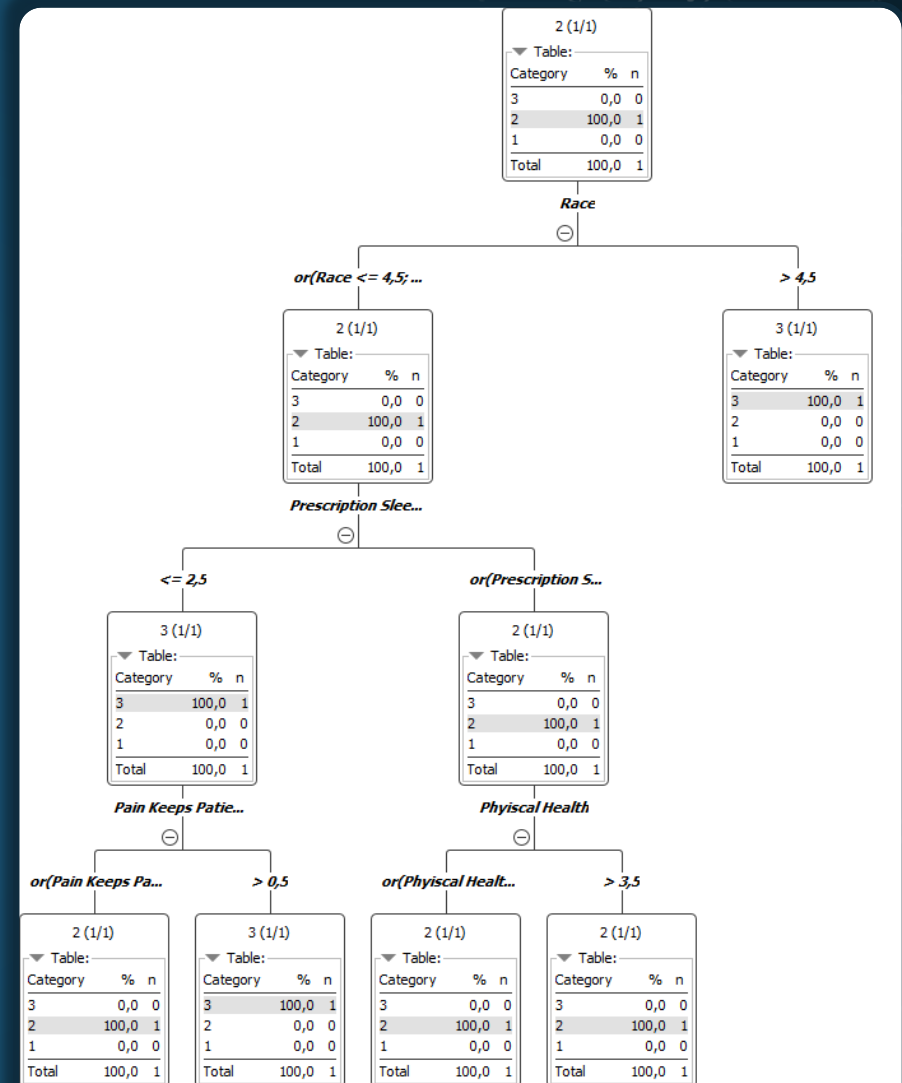 2 (1/1)
Table:
Category % n
3 0,0 0
2 100,0 1
1 0,0 0
Total 100,0 1
Race
or(Race <= 4,5; ...
> 4,5
2 (1/1)
Table:
Category % n
3 0,0 0
2 100,0 1
1 0,0 0
Total 100,0 1
3 (1/1)
Table:
Category % n
3 100,0 1
2 0,0 0
1 0,0 0
Total 100,0 1
Prescription Slee...
<= 2,5
or(Prescription S...
3 (1/1)
Table:
Category % n
3 100,0 1
2 0,0 0
1 0,0 0
Total 100,0 1
2 (1/1)
Table:
Category % n
3 0,0 0
2 100,0 1
1 0,0 0
Total 100,0 1
Pain Keeps Patie...
Phyiscal Health
or(Pain Keeps Pa...
> 0,5
or(Phyiscal Healt...
> 3,5
2 (1/1)
Table:
Category % n
3 0,0 0
2 100,0 1
1 0,0 0
Total 100,0 1
3 (1/1)
Table:
Category % n
3 100,0 1
2 0,0 0
1 0,0 0
Total 100,0 1
2 (1/1)
Table:
Category % n
3 0,0 0
2 100,0 1
1 0,0 0
Total 100,0 1
2 (1/1)
Table:
Category % n
3 0,0 0
2 100,0 1
1 0,0 0
Total 100,0 1